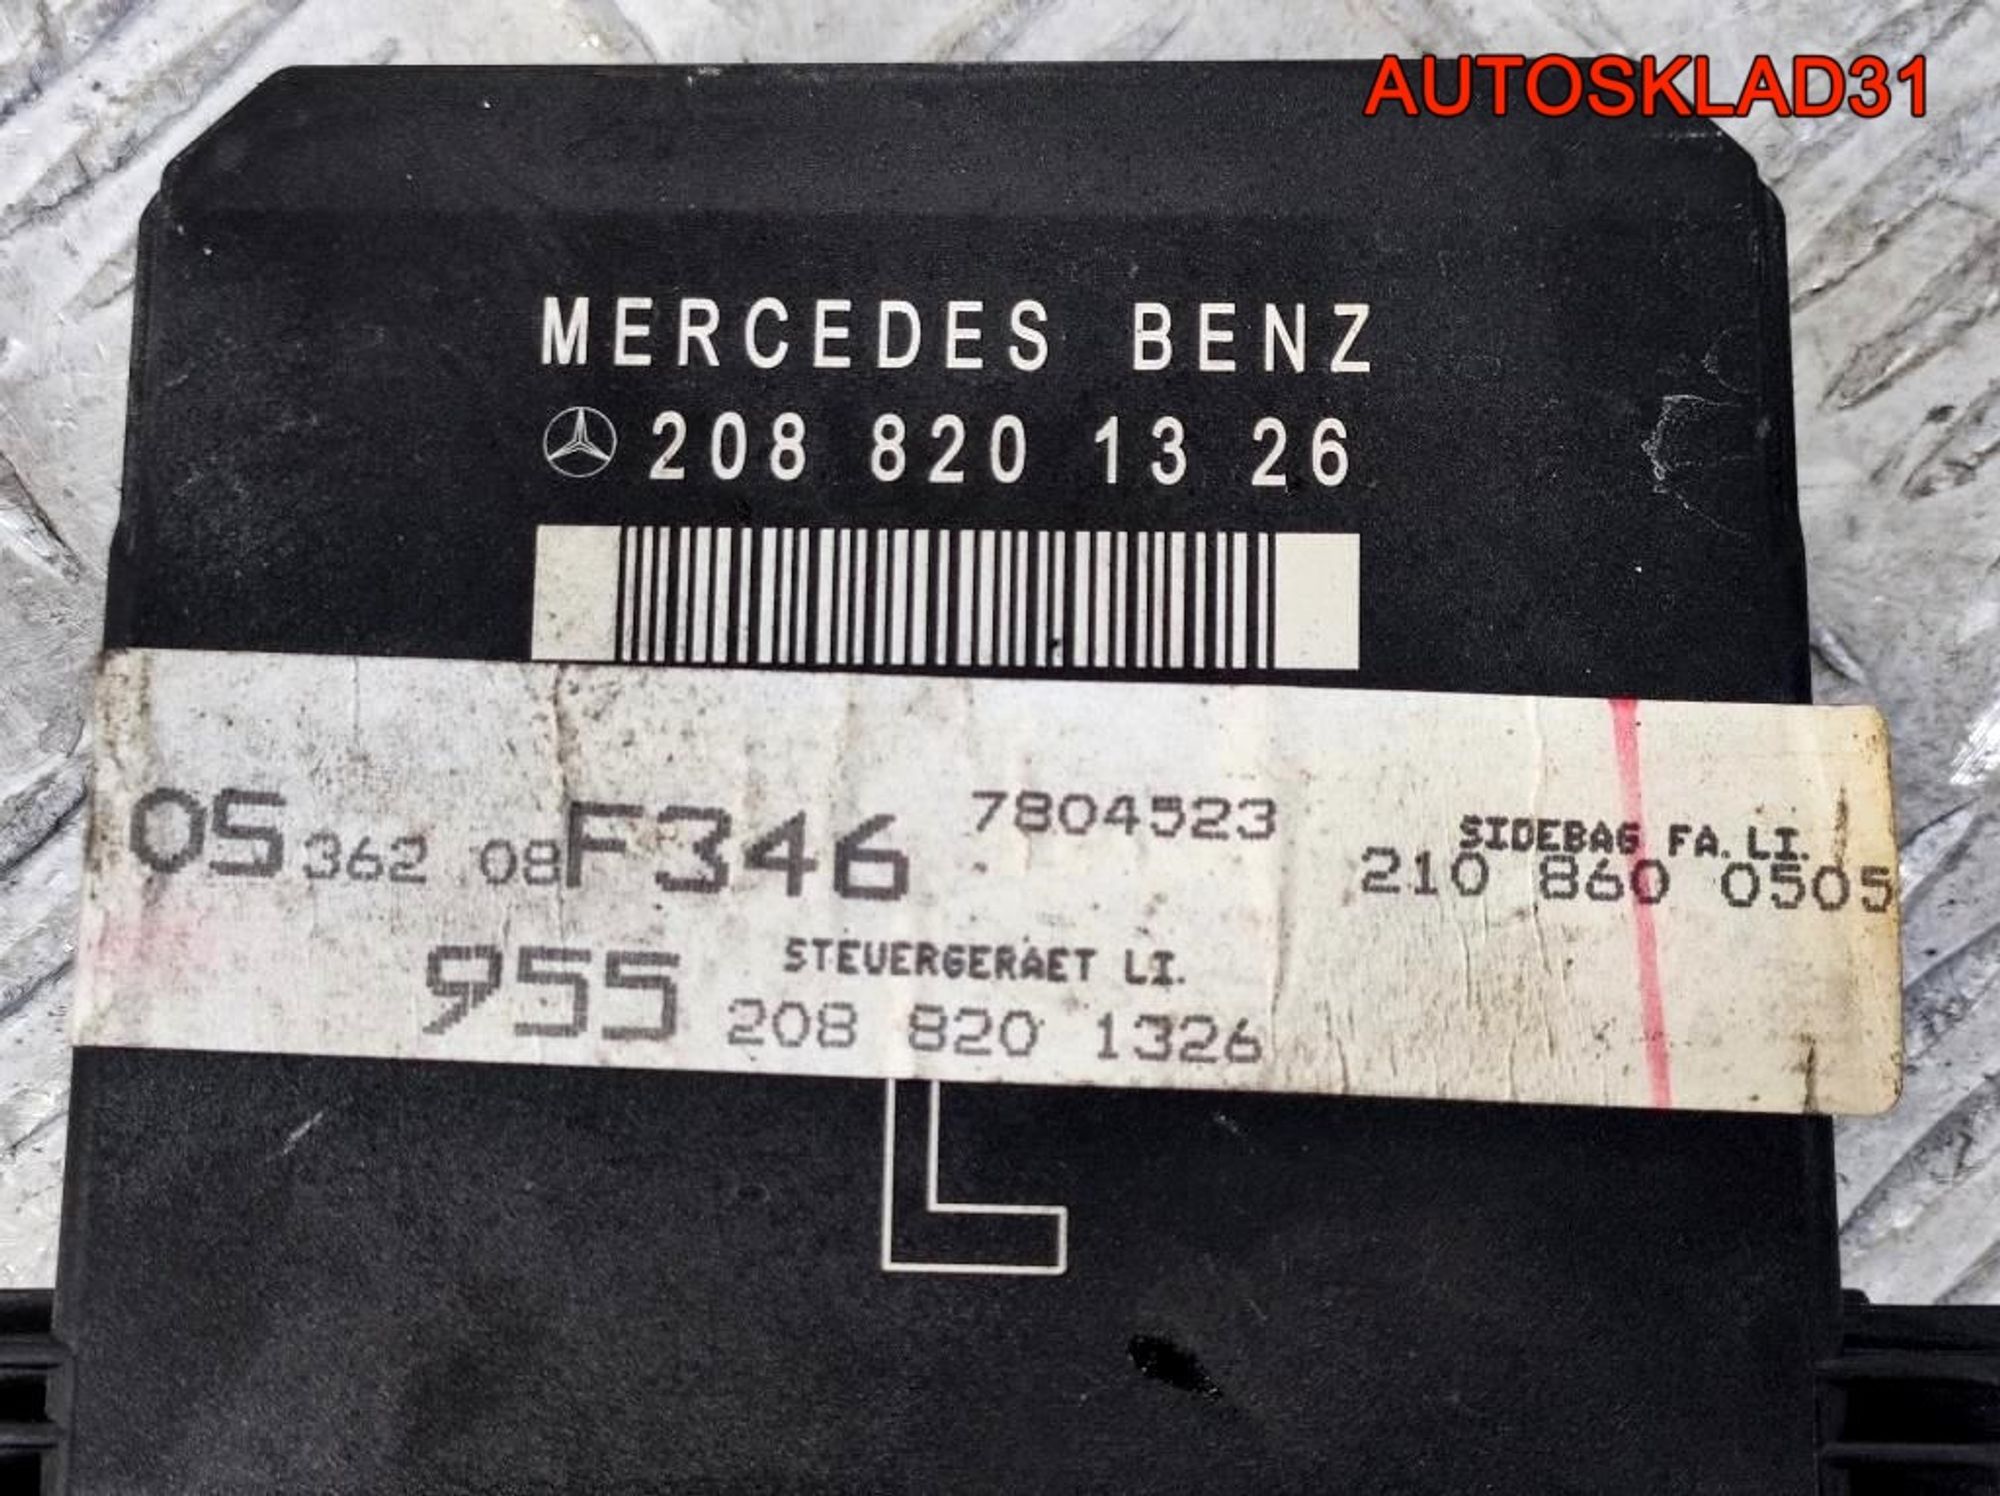 AUTOSKLAD31
MERCEDES BENZ
208 820 13 26
OS 362 08 F346 7804523
SIDEBAG FA. LI.
210 860 0505
955 STEUERGERAET LI.
208 820 1326
L